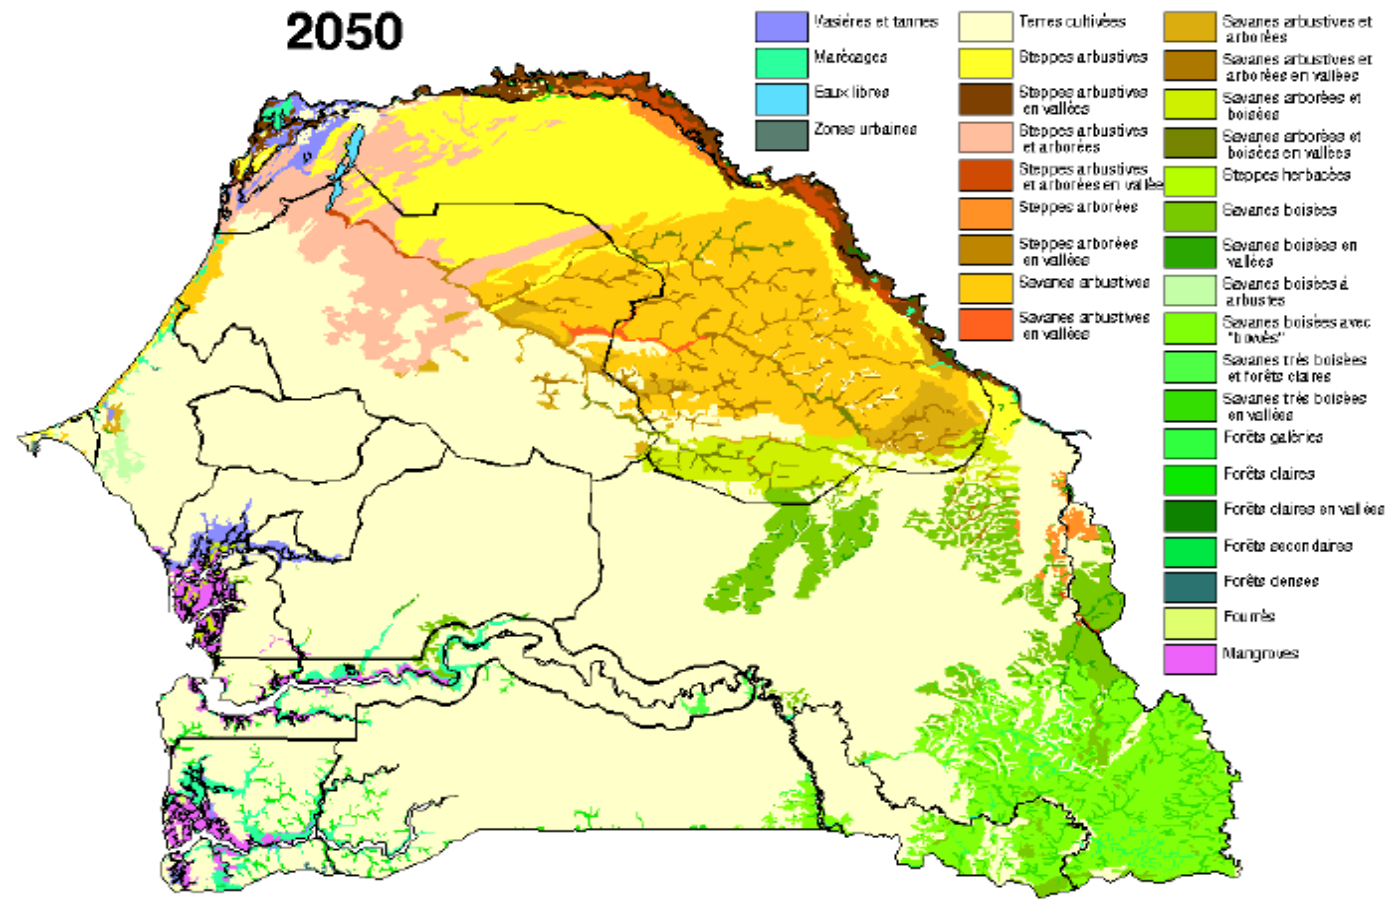 2050
Vasières et tannes
Marécages
Eaux libres
Zones urbaines
Terres cultivées
Steppes arbustives
Steppes arbustives
en vallées
Steppes arbustives
et arborées
Steppes arbustives
et arborées en vallée
Steppes arborées
Steppes arborées
en vallées
Savanes arbustives
Savanes arbustives
en vallées
Savanes arbustives et
arborées
Savanes arbustives et
arborées en vallées
Savanes arborées et
boisées
Savanes arborées et
boisées en vallées
Steppes herbacées
Savanes boisées
Savanes boisées en
vallées
Savanes boisées à
arbustes
Savanes boisées avec
"bowés"
Savanes très boisées
et forêts claires
Savanes très boisées
en vallées
Forêts galeries
Forêts claires
Forêts claires en vallées
Forêts secondaires
Forêts denses
Fourrés
Mangroves